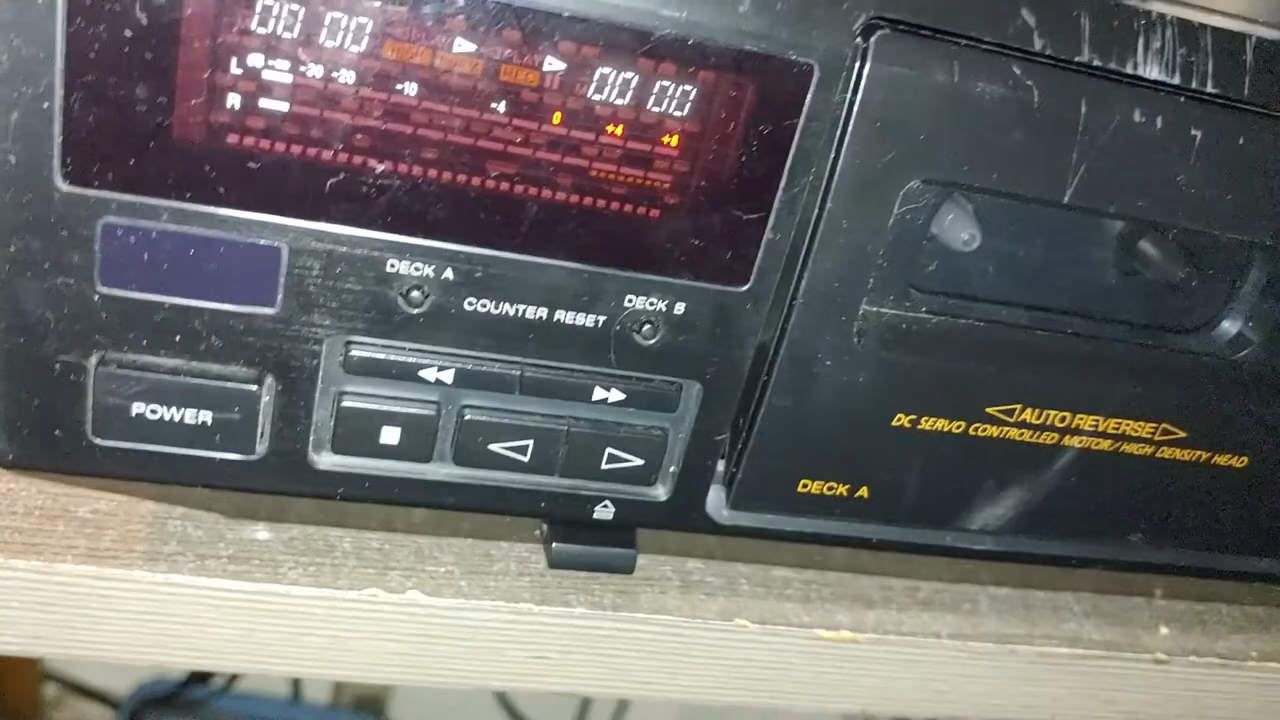 00 00
00 00
L dB -∞ -30 -20 -10 -4 0 +4 +8
R
DECK A
COUNTER RESET
DECK B
POWER
AUTO REVERSE
DC SERVO CONTROLLED MOTOR/HIGH DENSITY HEAD
DECK A